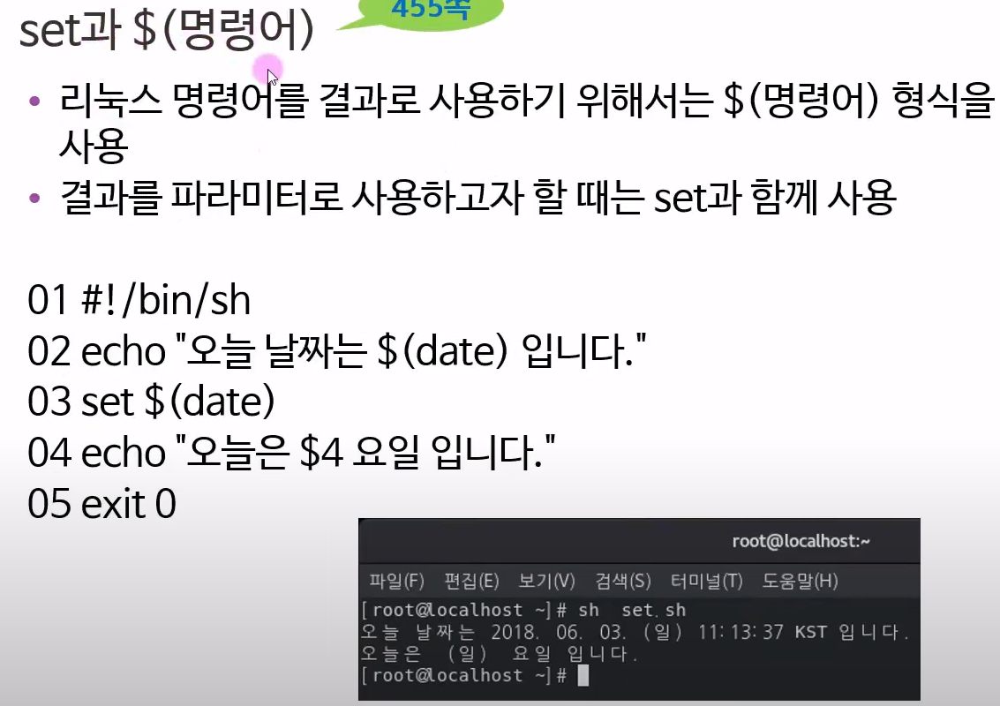 455쪽
set과 $(명령어)
• 리눅스 명령어를 결과로 사용하기 위해서는 $(명령어) 형식을
사용
• 결과를 파라미터로 사용하고자 할 때는 set과 함께 사용
01 #!/bin/sh
02 echo "오늘 날짜는 $(date) 입니다."
03 set $(date)
04 echo "오늘은 $4 요일 입니다."
05 exit 0
root@localhost:~
파일(F) 편집(E) 보기(V) 검색(S) 터미널(T) 도움말(H)
[root@localhost ~]# sh set.sh
오늘 날짜는 2018. 06. 03. (일) 11:13:37 KST 입니다.
오늘은 (일) 요일 입니다.
[root@localhost ~]#